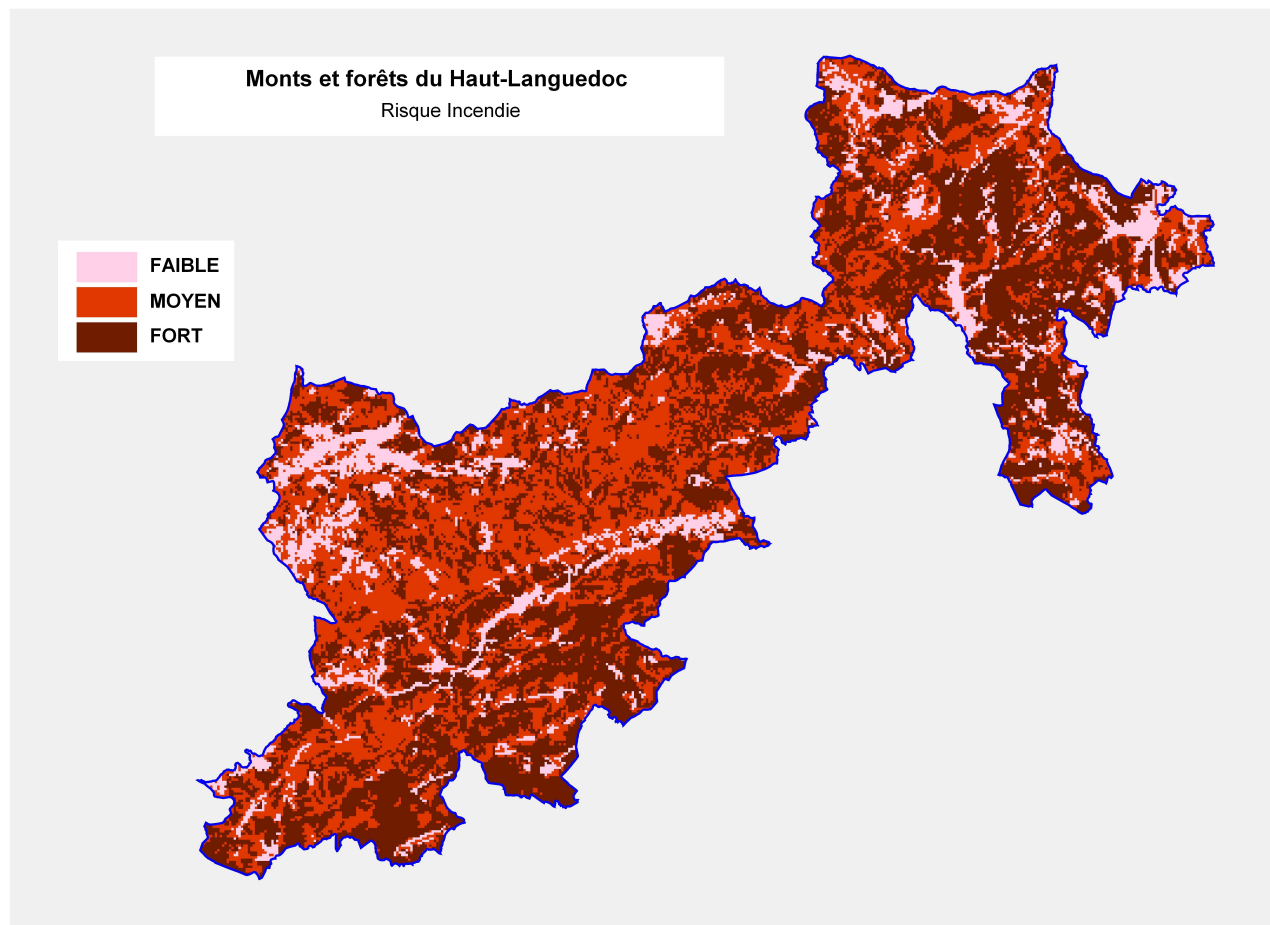 Monts et forêts du Haut-Languedoc
Risque Incendie
FAIBLE
MOYEN
FORT